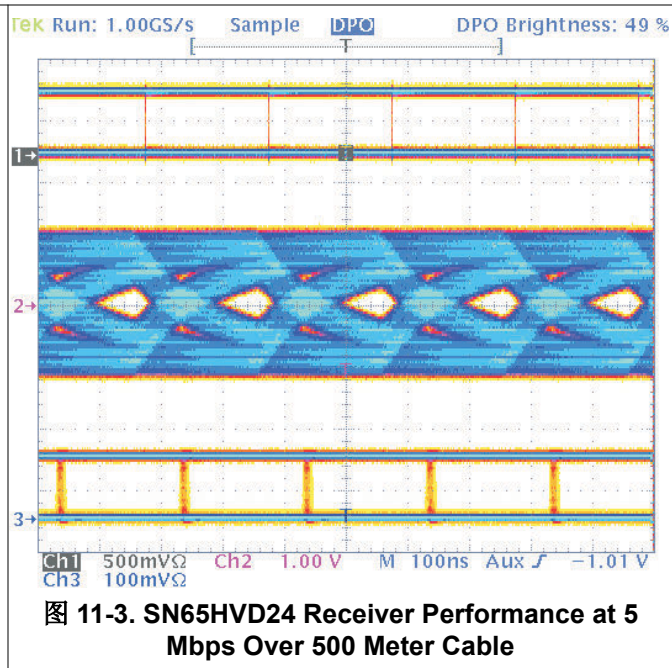 Tek Run: 1.00GS/s Sample DPO DPO Brightness: 49 %
T
1→
2→
3→
Ch1 500mVΩ Ch2 1.00 V M 100ns Aux ʃ −1.01 V
Ch3 100mVΩ
图 11-3. SN65HVD24 Receiver Performance at 5
Mbps Over 500 Meter Cable